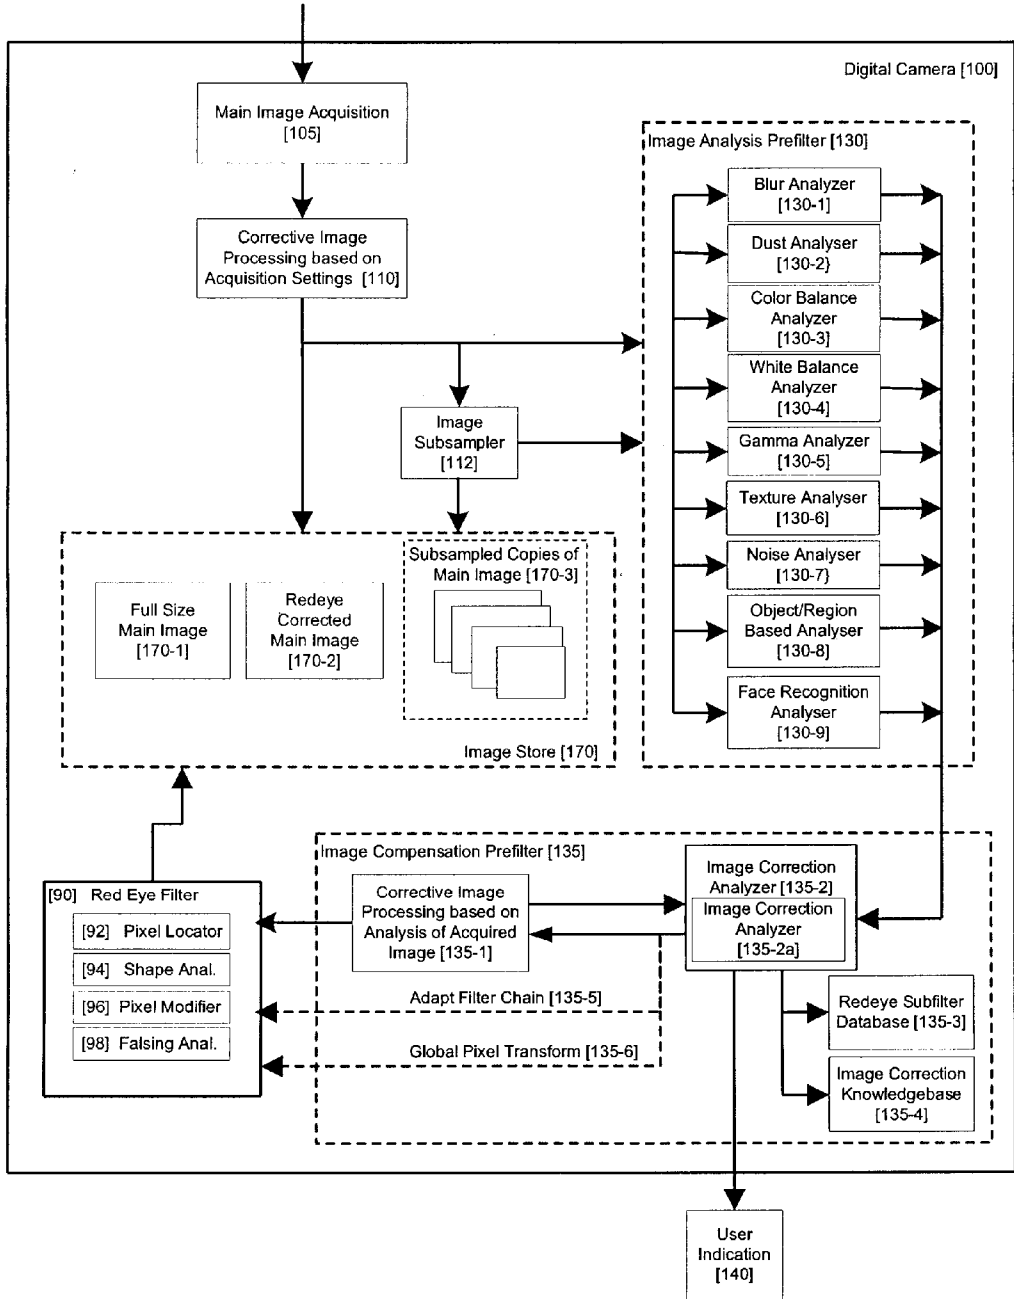 Digital Camera [100]
Main Image Acquisition
[105]
Corrective Image
Processing based on
Acquisition Settings [110]
Image
Subsampler
[112]
Image Analysis Prefilter [130]
Blur Analyzer
[130-1]
Dust Analyser
[130-2}
Color Balance
Analyzer
[130-3]
White Balance
Analyzer
[130-4]
Gamma Analyzer
[130-5]
Texture Analyser
[130-6]
Noise Analyser
[130-7}
Object/Region
Based Analyser
[130-8]
Face Recognition
Analyser
[130-9]
Full Size
Main Image
[170-1]
Redeye
Corrected
Main Image
[170-2]
Subsampled Copies of
Main Image [170-3]
Image Store [170]
Image Compensation Prefilter [135]
Corrective Image
Processing based on
Analysis of Acquired
Image [135-1]
Image Correction
Analyzer [135-2]
Image Correction
Analyzer
[135-2a]
Adapt Filter Chain [135-5]
Global Pixel Transform [135-6]
Redeye Subfilter
Database [135-3]
Image Correction
Knowledgebase
[135-4]
[90] Red Eye Filter
[92] Pixel Locator
[94] Shape Anal.
[96] Pixel Modifier
[98] Falsing Anal.
User
Indication
[140]